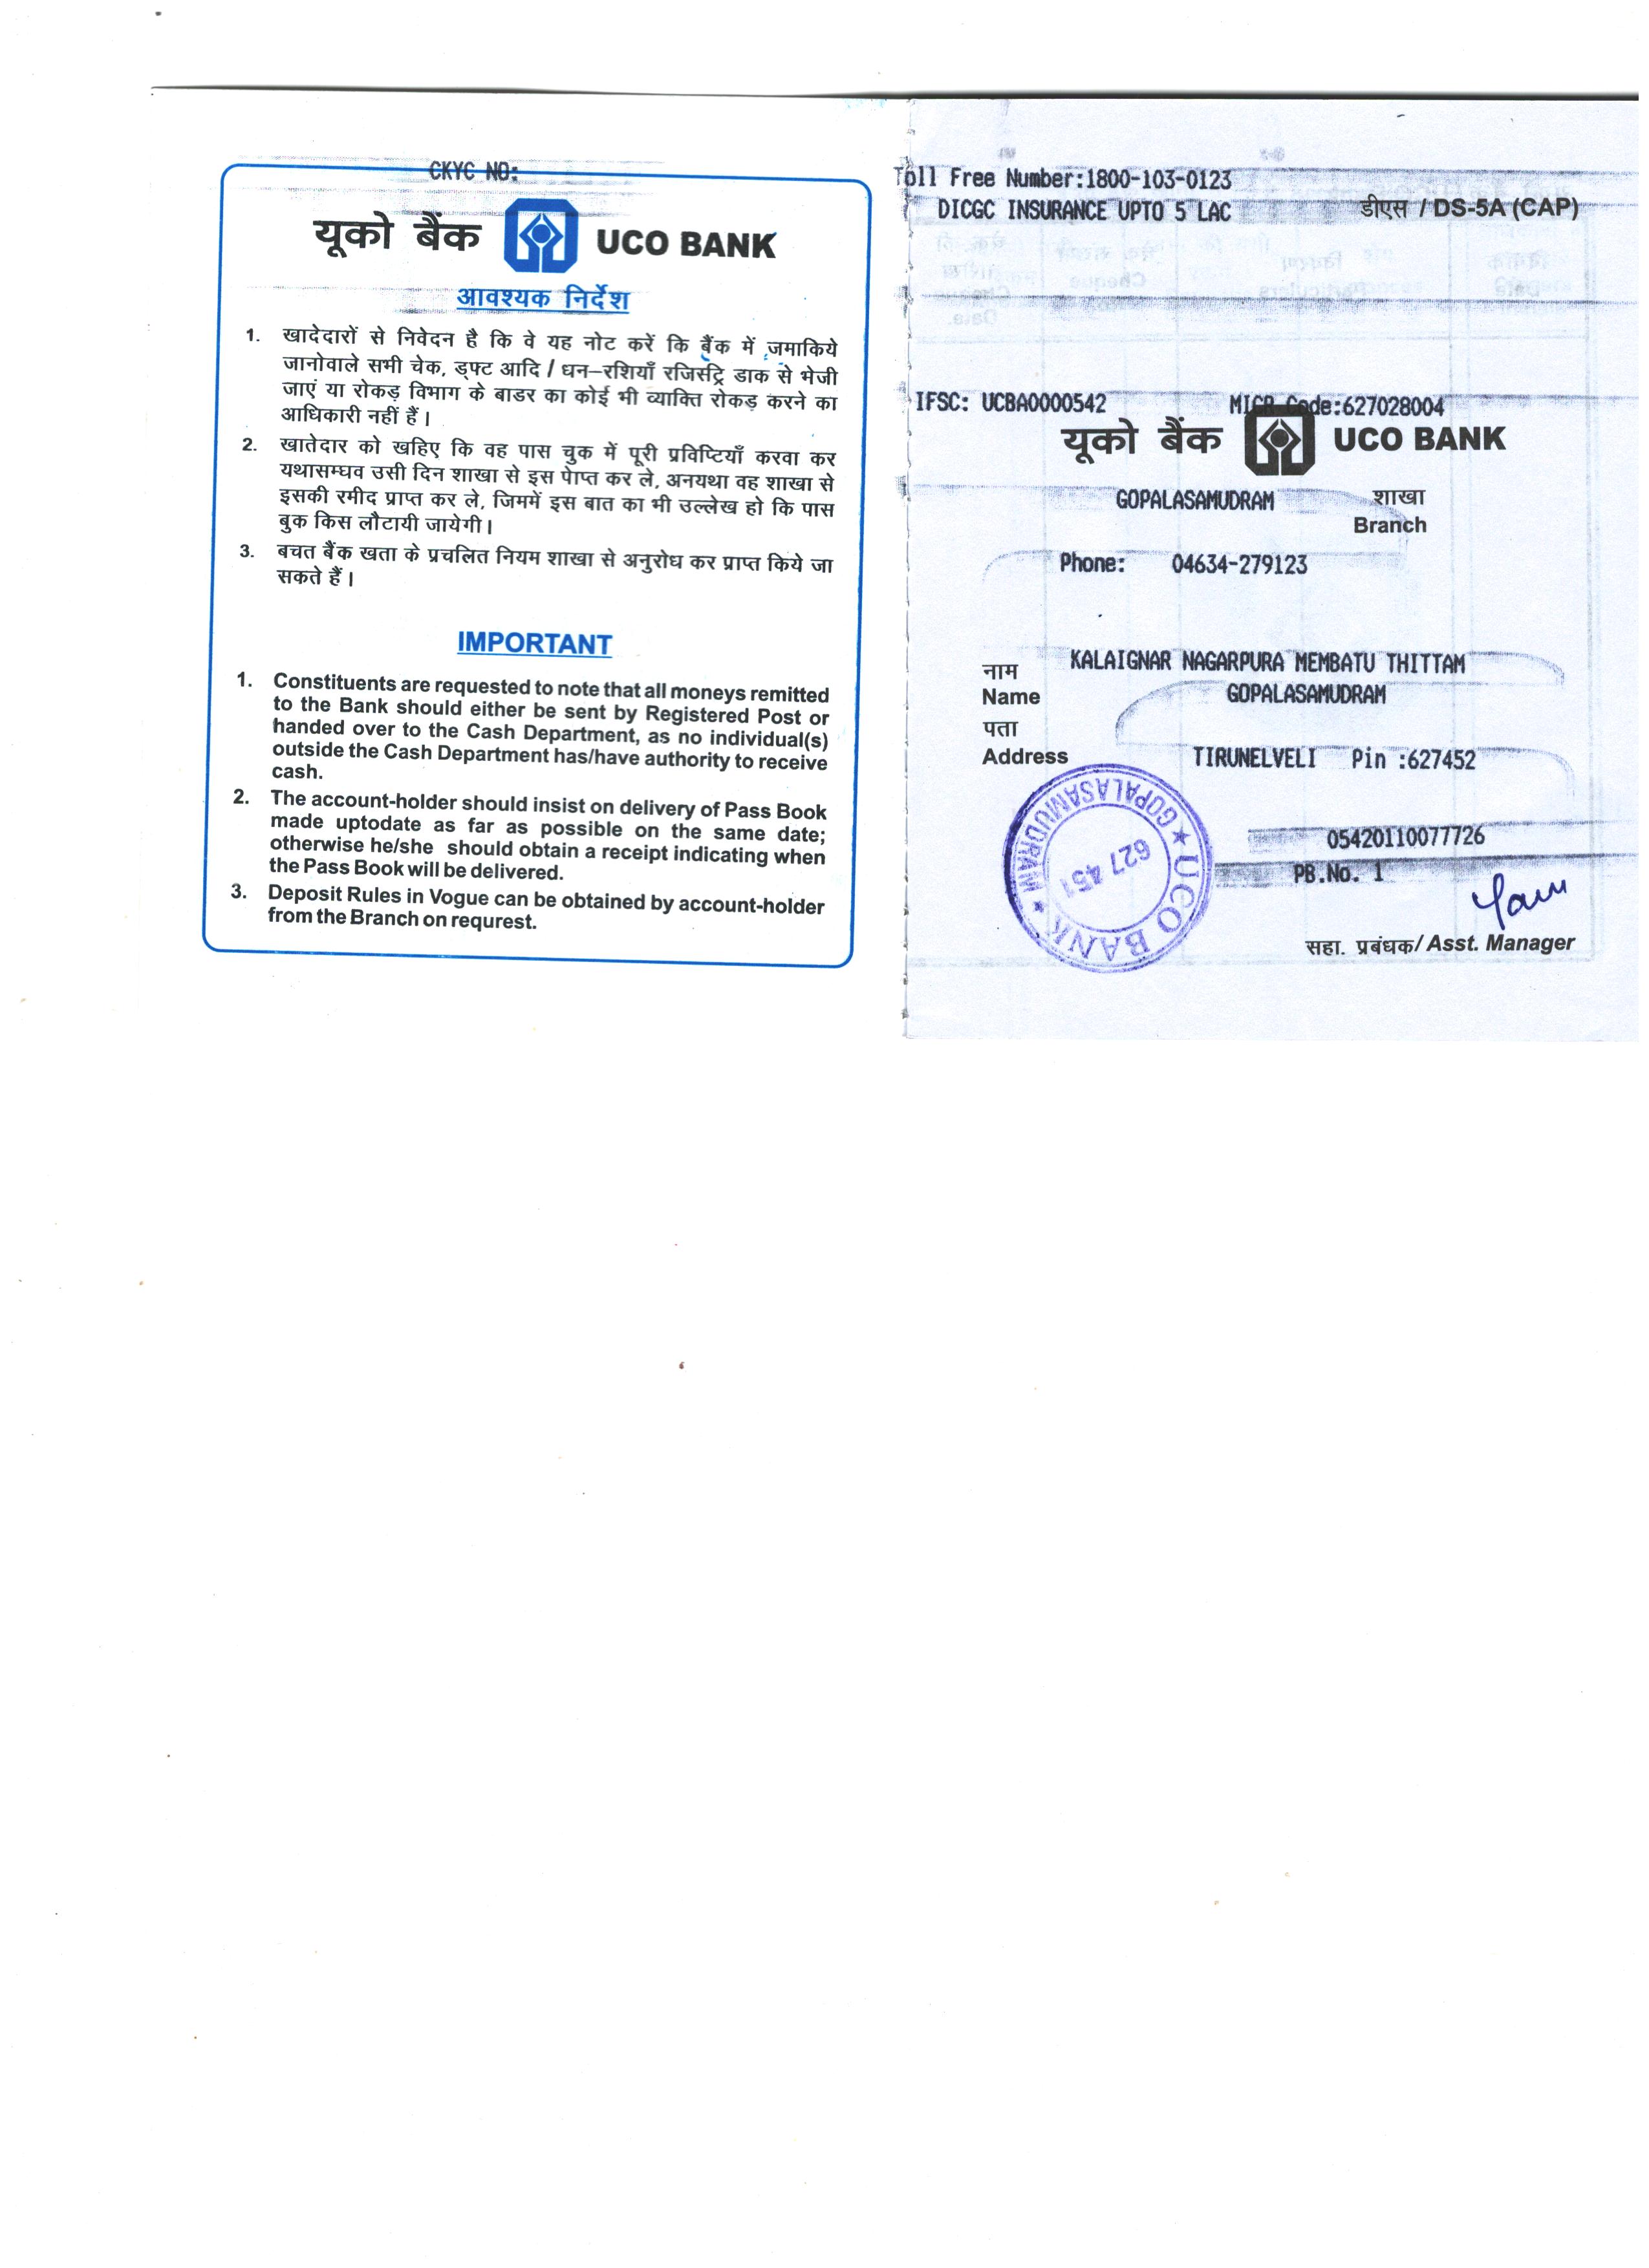 CKYC NO:
यूको बैंक UCO BANK
आवश्यक निर्देश
1. खादेदारों से निवेदन है कि वे यह नोट करें कि बैंक में जमाकिये
जानोवाले सभी चेक, ड्फ्ट आदि / धन–रशियाँ रजिसट्रि डाक से भेजी
जाएं या रोकड़ विभाग के बाडर का कोई भी व्याक्ति रोकड़ करने का
आधिकारी नहीं हैं।
2. खातेदार को खहिए कि वह पास चुक में पूरी प्रविप्टियाँ करवा कर
यथासम्घव उसी दिन शाखा से इस पेाप्त कर ले, अनयथा वह शाखा से
इसकी रमीद प्राप्त कर ले, जिममें इस बात का भी उल्लेख हो कि पास
बुक किस लौटायी जायेगी।
3. बचत बैंक खता के प्रचलित नियम शाखा से अनुरोध कर प्राप्त किये जा
सकते हैं।
IMPORTANT
1. Constituents are requested to note that all moneys remitted
to the Bank should either be sent by Registered Post or
handed over to the Cash Department, as no individual(s)
outside the Cash Department has/have authority to receive
cash.
2. The account-holder should insist on delivery of Pass Book
made uptodate as far as possible on the same date;
otherwise he/she should obtain a receipt indicating when
the Pass Book will be delivered.
3. Deposit Rules in Vogue can be obtained by account-holder
from the Branch on requrest.
Toll Free Number:1800-103-0123
DICGC INSURANCE UPTO 5 LAC डीएस / DS-5A (CAP)
IFSC: UCBA0000542 MICR Code:627028004
यूको बैंक UCO BANK
GOPALASAMUDRAM शाखा
Branch
Phone: 04634-279123
नाम KALAIGNAR NAGARPURA MEMBATU THITTAM
Name GOPALASAMUDRAM
पता
Address TIRUNELVELI Pin :627452
05420110077726
PB.No. 1
सहा. प्रबंधक/ Asst. Manager
★ UCO BANK ★ GOPALASAMUDRAM
627 451